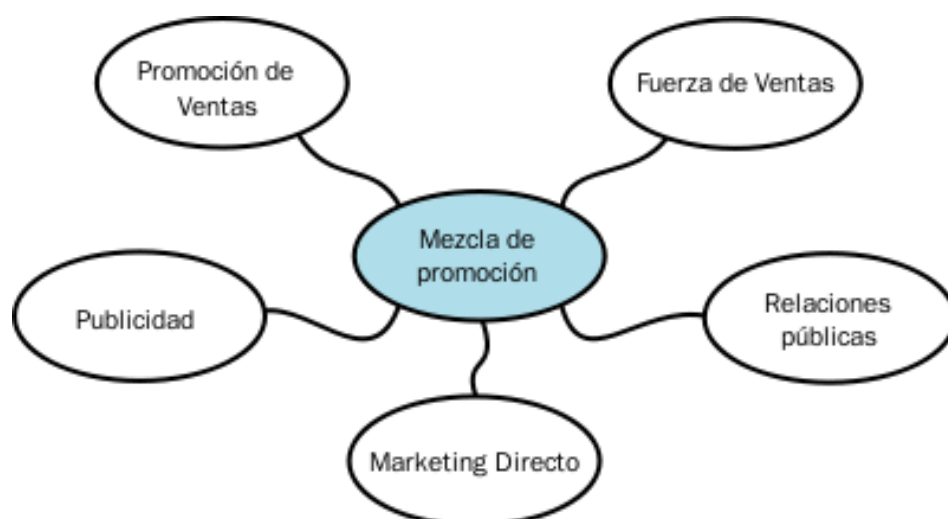 Promoción de
Ventas
Fuerza de Ventas
Mezcla de
promoción
Publicidad
Relaciones
públicas
Marketing Directo